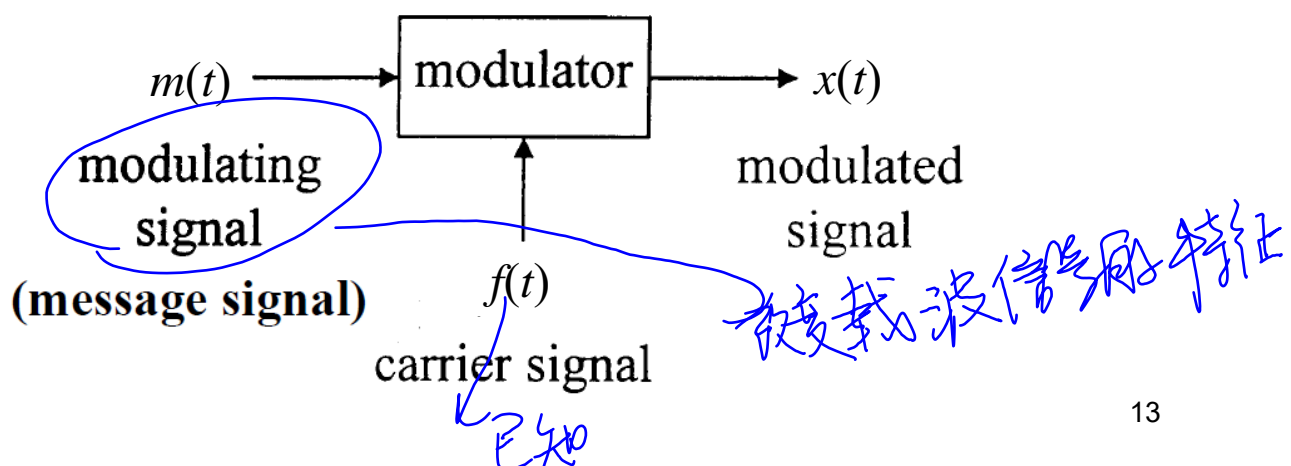 m(t) modulator x(t)
modulating signal
(message signal)
modulated signal
f(t)
carrier signal
改变载波信号的特征
已知
13